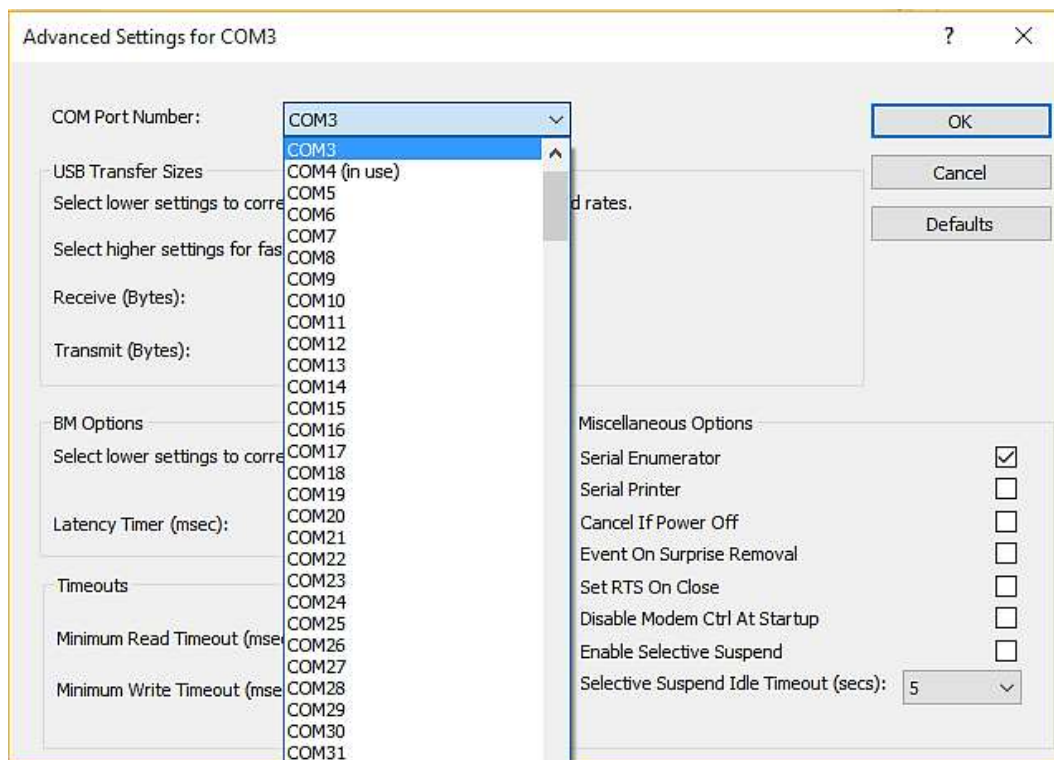 Advanced Settings for COM3
?
COM Port Number:
COM3
OK
COM3
COM4 (in use)
COM5
COM6
COM7
COM8
COM9
COM10
COM11
COM12
COM13
COM14
COM15
COM16
COM17
COM18
COM19
COM20
COM21
COM22
COM23
COM24
COM25
COM26
COM27
COM28
COM29
COM30
COM31
USB Transfer Sizes
Select lower settings to corre
d rates.
Select higher settings for fas
Receive (Bytes):
Transmit (Bytes):
Cancel
Defaults
BM Options
Select lower settings to corre
Latency Timer (msec):
Timeouts
Minimum Read Timeout (mse
Minimum Write Timeout (mse
Miscellaneous Options
Serial Enumerator
Serial Printer
Cancel If Power Off
Event On Surprise Removal
Set RTS On Close
Disable Modem Ctrl At Startup
Enable Selective Suspend
Selective Suspend Idle Timeout (secs):
5